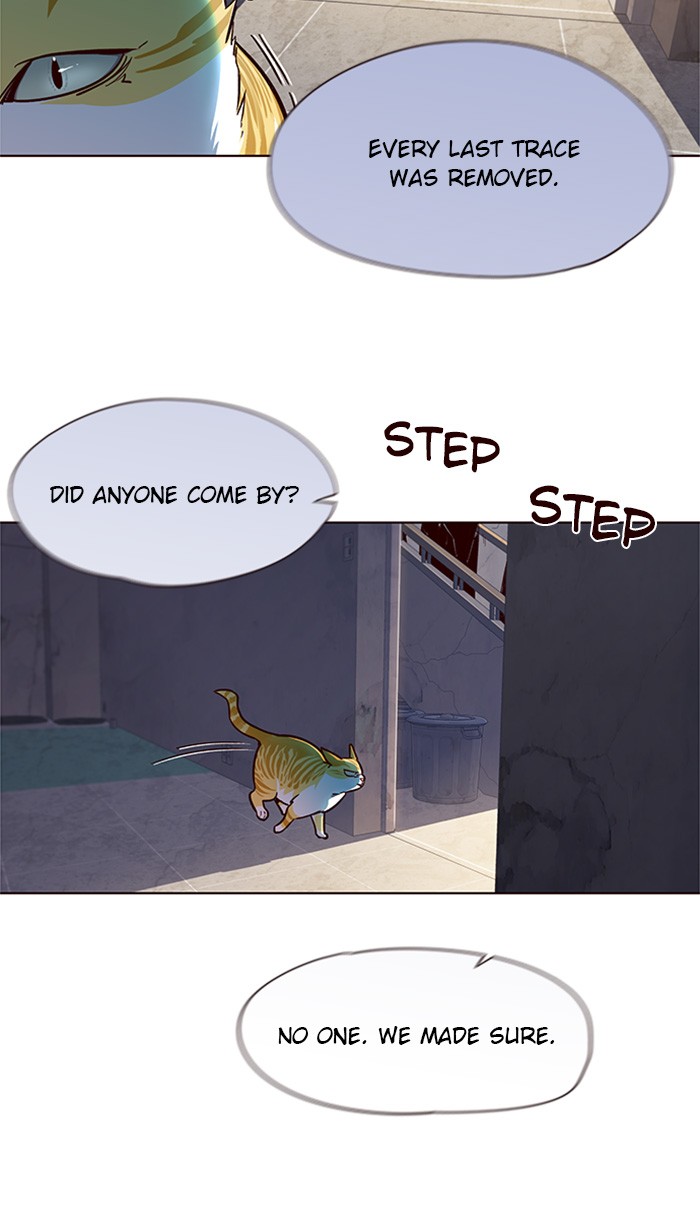 EVERY LAST TRACE
WAS REMOVED.
DID ANYONE COME BY?
STEP
STEP
NO ONE. WE MADE SURE.